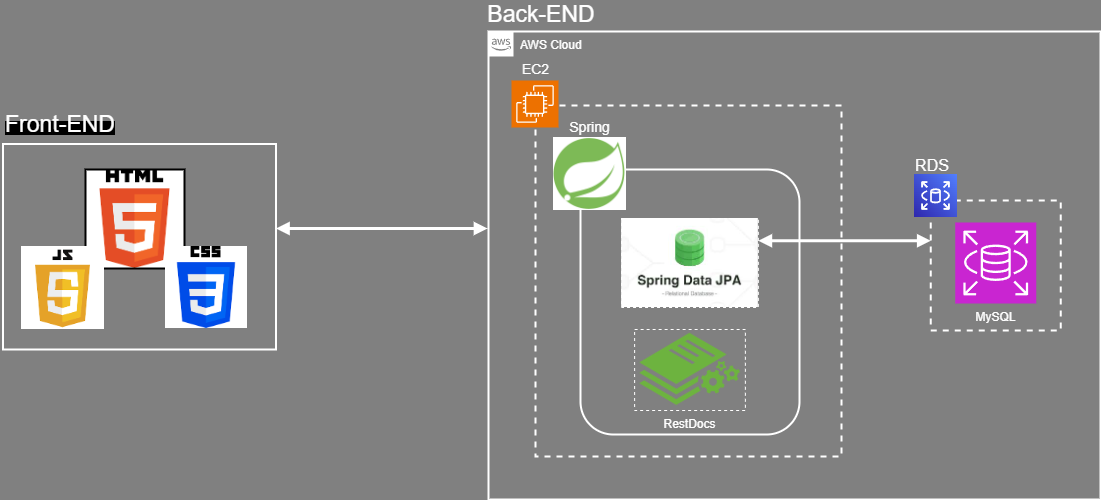 Back-END
aws
AWS Cloud
EC2
Front-END
Spring
HTML
RDS
JS
CSS
Spring Data JPA
- Relational Database -
MySQL
RestDocs